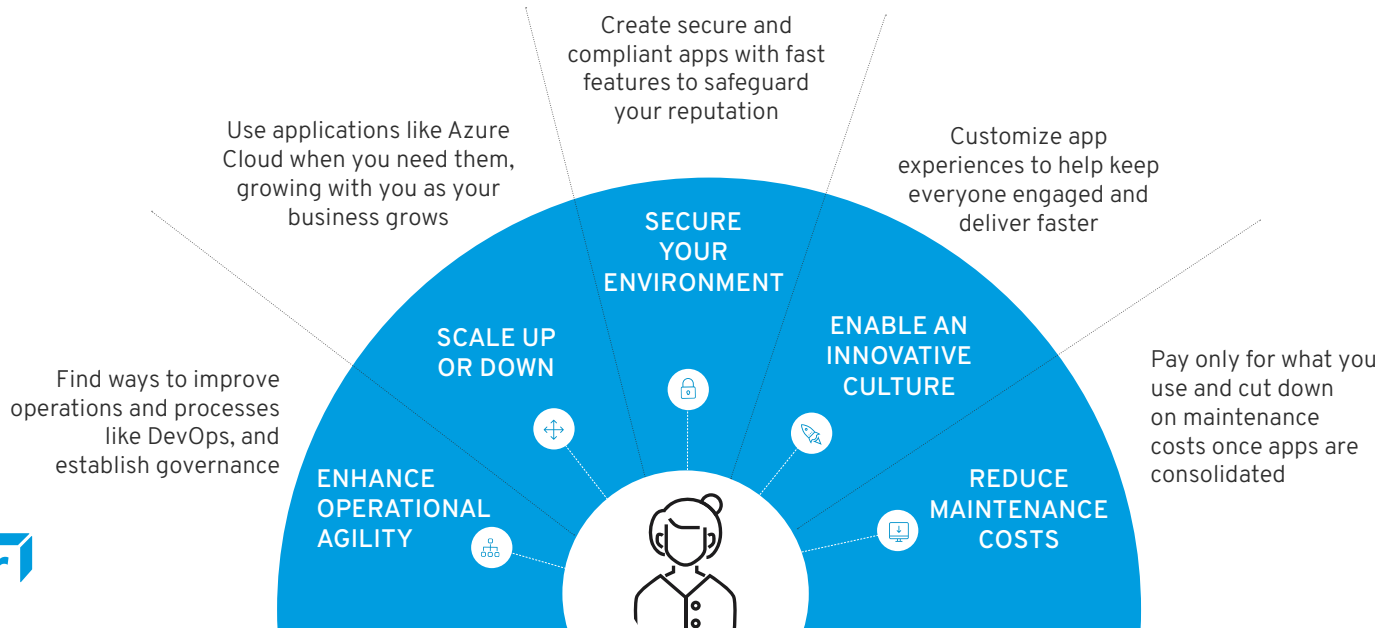 Create secure and
compliant apps with fast
features to safeguard
your reputation
Use applications like Azure
Cloud when you need them,
growing with you as your
business grows
Customize app
experiences to help keep
everyone engaged and
deliver faster
SECURE
YOUR
ENVIRONMENT
SCALE UP
OR DOWN
ENABLE AN
INNOVATIVE
CULTURE
Find ways to improve
operations and processes
like DevOps, and
establish governance
Pay only for what you
use and cut down
on maintenance
costs once apps are
consolidated
ENHANCE
OPERATIONAL
AGILITY
REDUCE
MAINTENANCE
COSTS